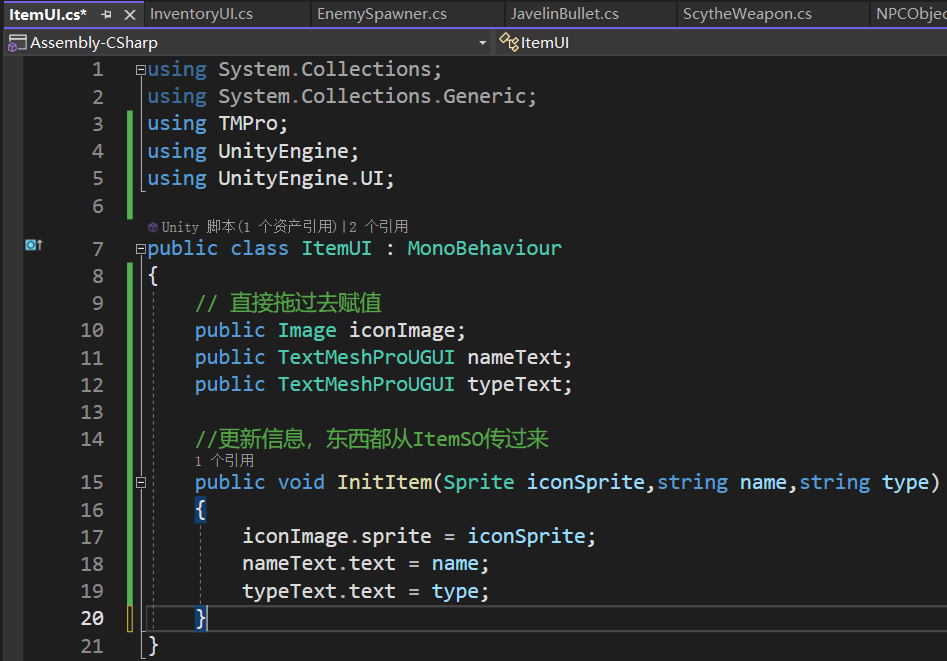 ItemUI.cs* InventoryUI.cs EnemySpawner.cs JavelinBullet.cs ScytheWeapon.cs NPCObjec
Assembly-CSharp ItemUI
1 using System.Collections;
2 using System.Collections.Generic;
3 using TMPro;
4 using UnityEngine;
5 using UnityEngine.UI;
6
Unity 脚本(1 个资产引用)|2 个引用
7 public class ItemUI : MonoBehaviour
8 {
9 // 直接拖过去赋值
10 public Image iconImage;
11 public TextMeshProUGUI nameText;
12 public TextMeshProUGUI typeText;
13
14 //更新信息，东西都从ItemSO传过来
1 个引用
15 public void InitItem(Sprite iconSprite,string name,string type)
16 {
17 iconImage.sprite = iconSprite;
18 nameText.text = name;
19 typeText.text = type;
20 }
21 }